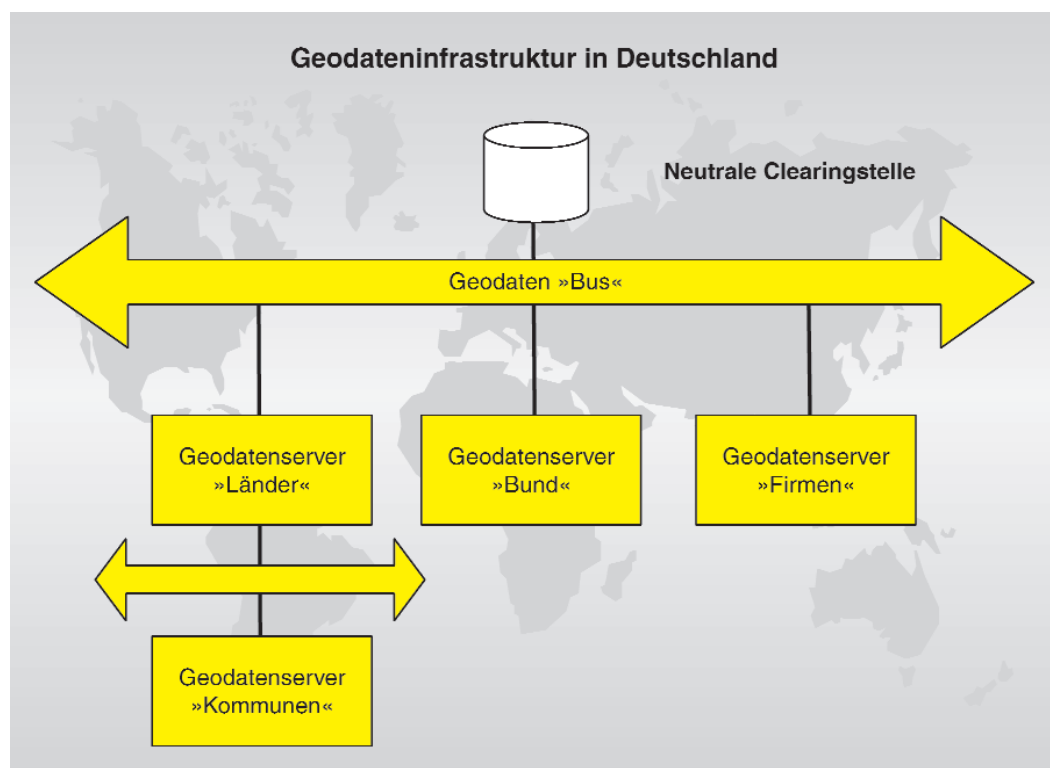 Geodateninfrastruktur in Deutschland
Neutrale Clearingstelle
Geodaten »Bus«
Geodatenserver
»Länder«
Geodatenserver
»Bund«
Geodatenserver
»Firmen«
Geodatenserver
»Kommunen«